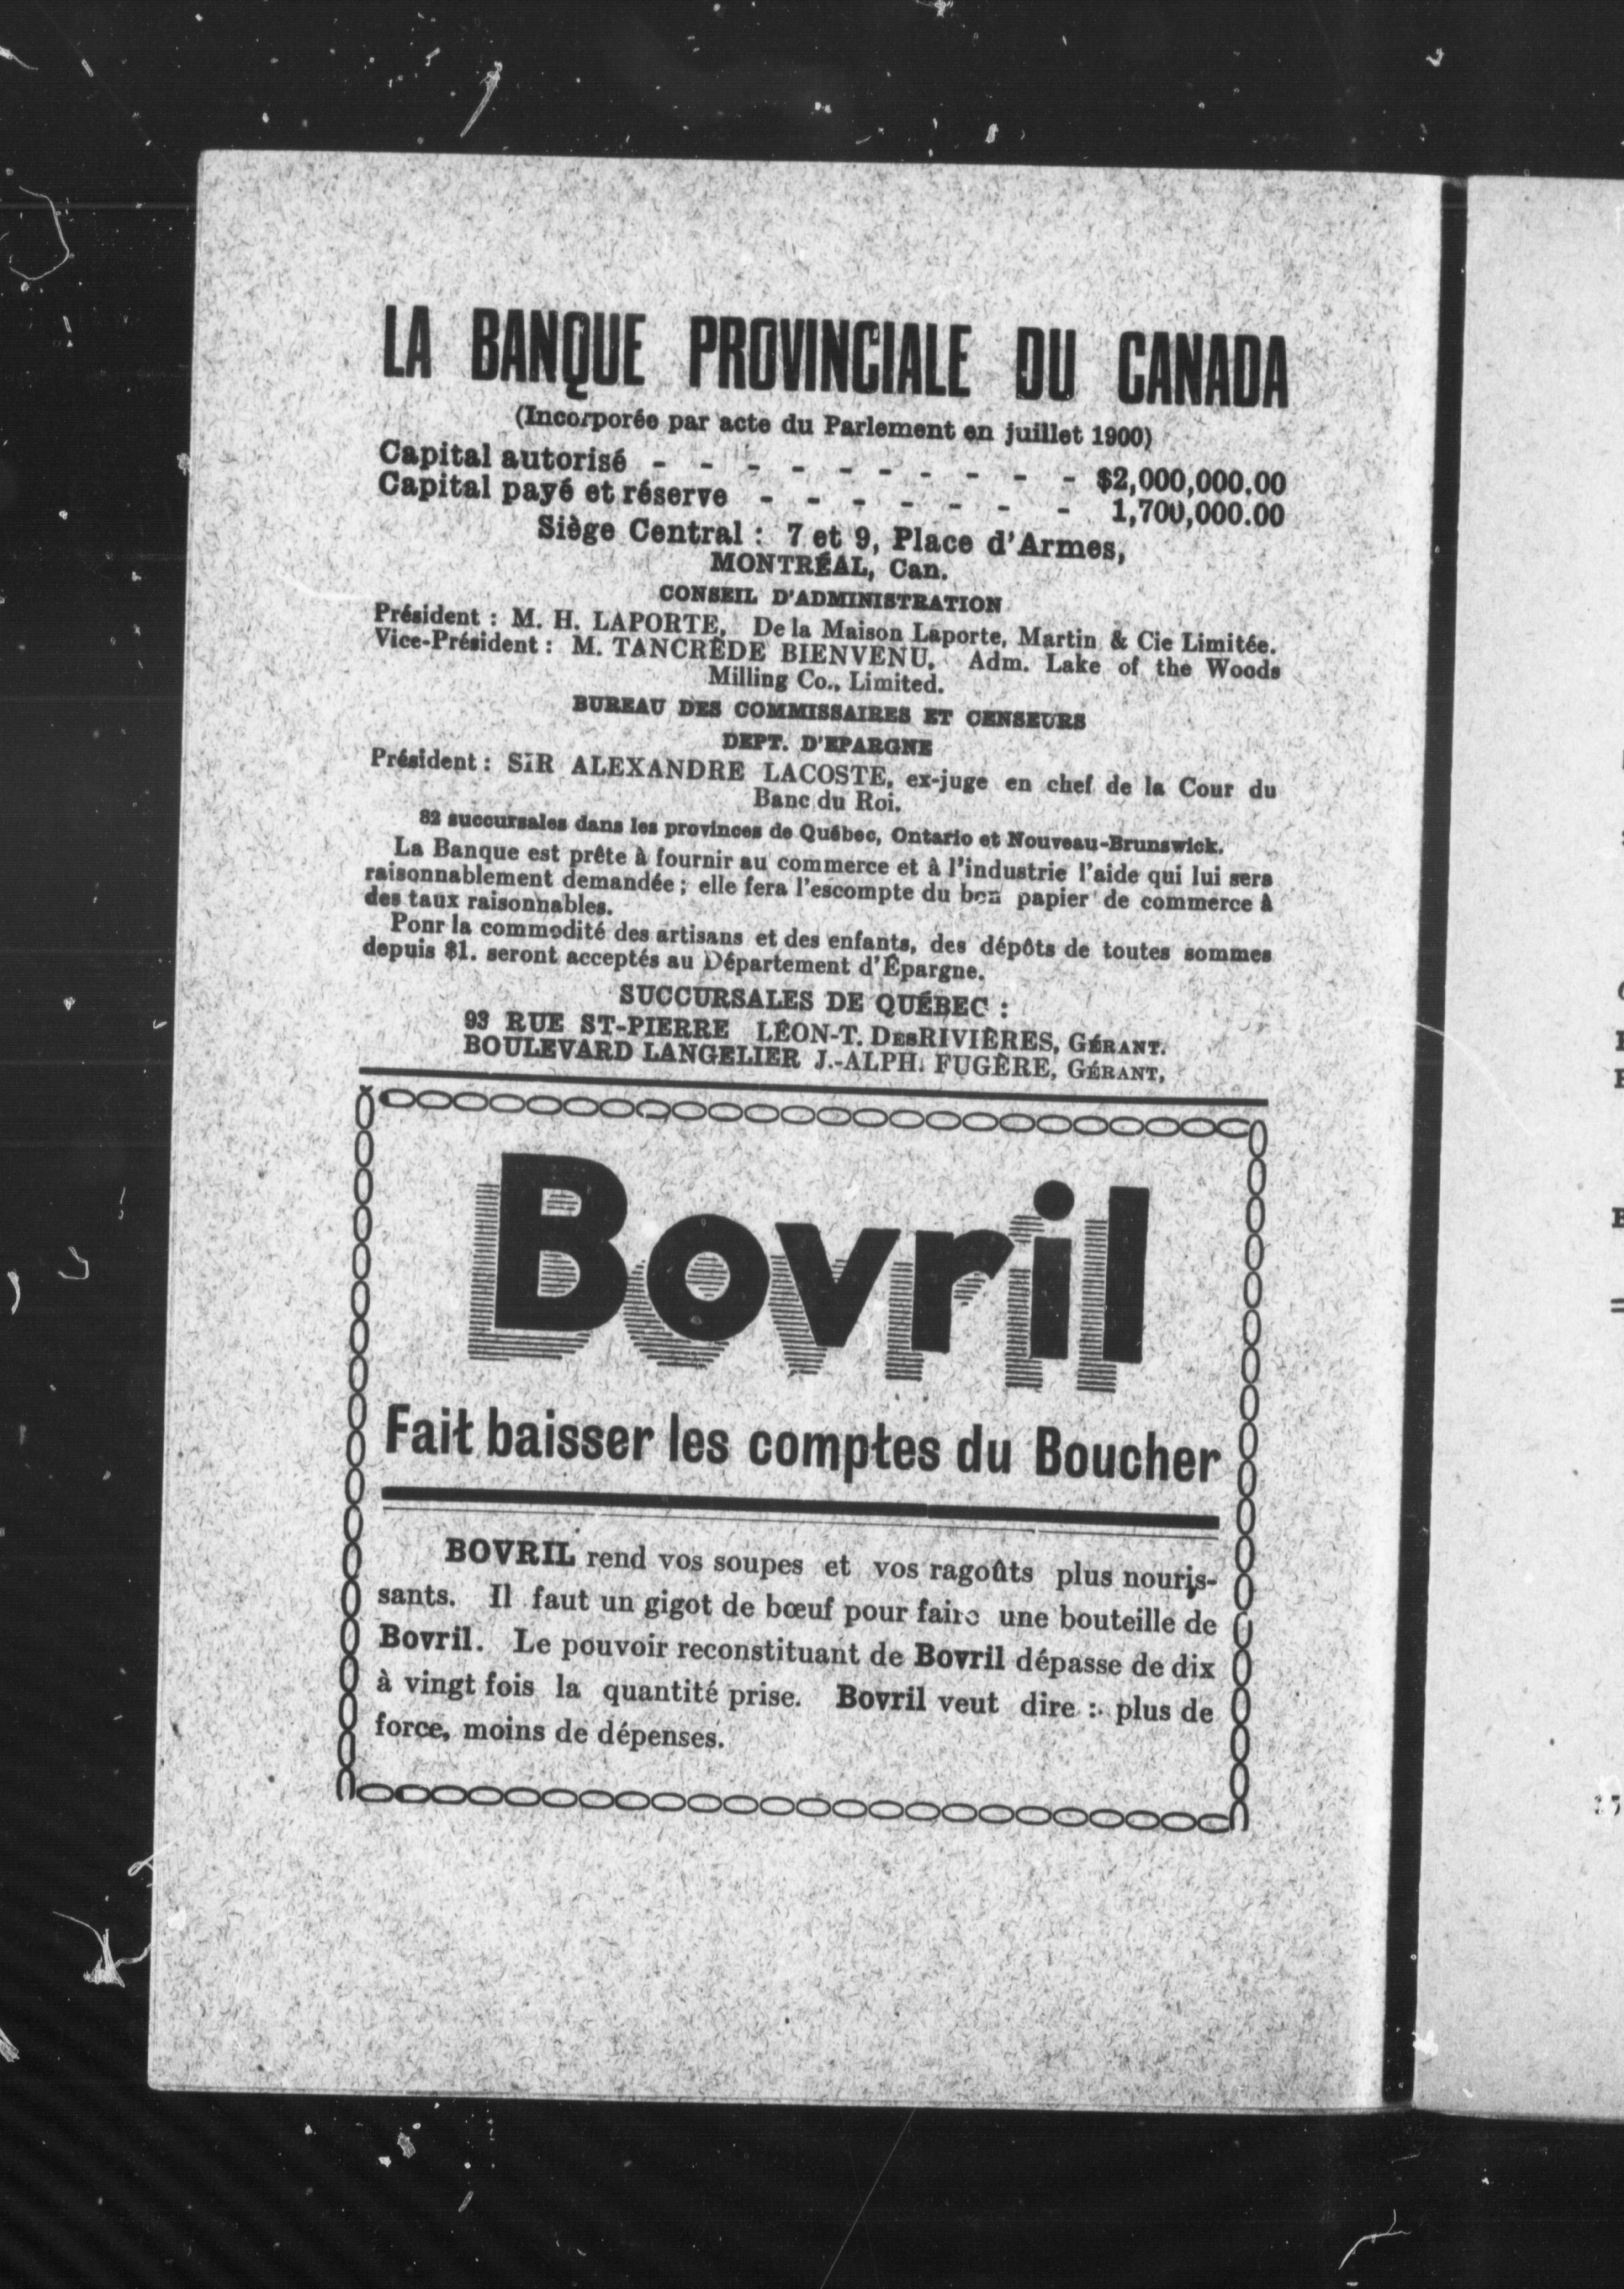 LA BANQUE PROVINCIALE DU CANADA
(Incorporée par acte du Parlement en juillet 1900)
Capital autorisé - - - - - - - - - - $2,000,000.00
Capital payé et réserve - - - - - - - 1,700,000.00
Siège Central : 7 et 9, Place d'Armes,
MONTRÉAL, Can.
CONSEIL D'ADMINISTRATION
Président : M. H. LAPORTE, De la Maison Laporte, Martin & Cie Limitée.
Vice-Président : M. TANCRÈDE BIENVENU, Adm. Lake of the Woods
Milling Co., Limited.
BUREAU DES COMMISSAIRES ET CENSEURS
DEPT. D'EPARGNE
Président : SIR ALEXANDRE LACOSTE, ex-juge en chef de la Cour du
Banc du Roi.
82 succursales dans les provinces de Québec, Ontario et Nouveau-Brunswick.
La Banque est prête à fournir au commerce et à l'industrie l'aide qui lui sera
raisonnablement demandée ; elle fera l'escompte du bon papier de commerce à
des taux raisonnables.
Ponr la commodité des artisans et des enfants, des dépôts de toutes sommes
depuis $1. seront acceptés au Département d'Épargne.
SUCCURSALES DE QUÉBEC :
93 RUE ST-PIERRE LÉON-T. DESRIVIÈRES, GÉRANT.
BOULEVARD LANGELIER J.-ALPH. FUGÈRE, GÉRANT,
Bovril
Fait baisser les comptes du Boucher
BOVRIL rend vos soupes et vos ragoûts plus nouris-
sants. Il faut un gigot de bœuf pour faire une bouteille de
Bovril. Le pouvoir reconstituant de Bovril dépasse de dix
à vingt fois la quantité prise. Bovril veut dire : plus de
force, moins de dépenses.